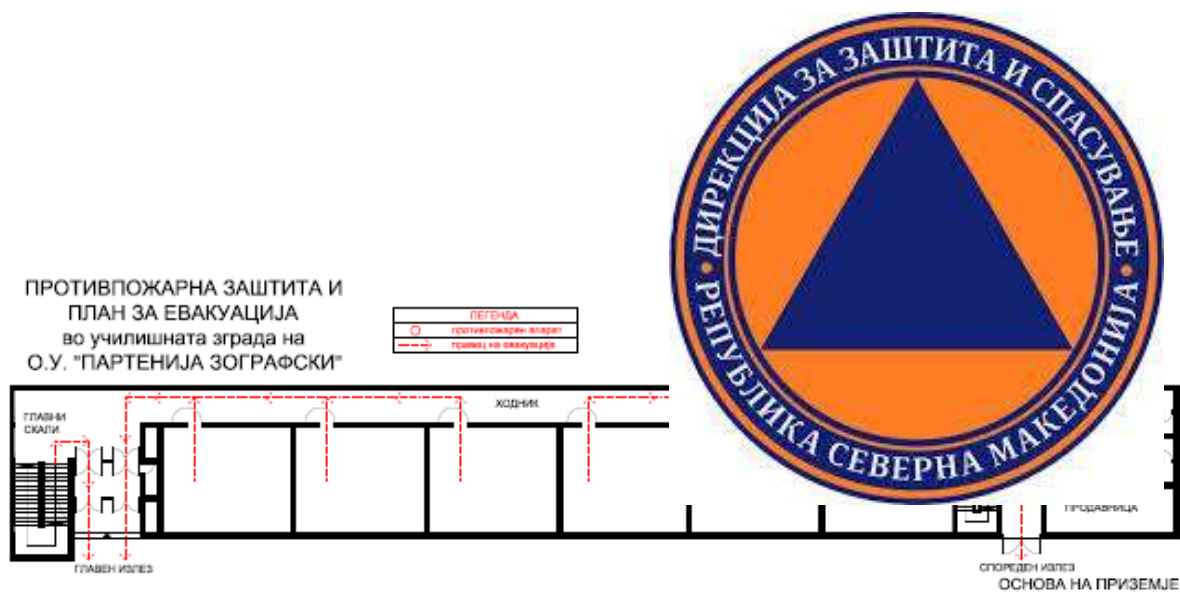 ДИРЕКЦИЈА ЗА ЗАШТИТА И СПАСУВАЊЕ
• РЕПУБЛИКА СЕВЕРНА МАКЕДОНИЈА •
ПРОТИВПОЖАРНА ЗАШТИТА И
ПЛАН ЗА ЕВАКУАЦИЈА
во училишната зграда на
О.У. "ПАРТЕНИЈА ЗОГРАФСКИ"
ЛЕГЕНДА
противпожарен апарат
правец на евакуација
ГЛАВНИ
СКАЛИ
ХОДНИК
ПРОДАВНИЦА
ГЛАВЕН ИЗЛЕЗ
СПОРЕДЕН ИЗЛЕЗ
ОСНОВА НА ПРИЗЕМЈЕ